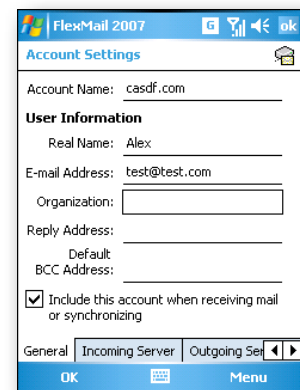 FlexMail 2007 G ok
Account Settings
Account Name: casdf.com
User Information
Real Name: Alex
E-mail Address: test@test.com
Organization:
Reply Address:
Default
BCC Address:
Include this account when receiving mail
or synchronizing
General Incoming Server Outgoing Ser
OK Menu